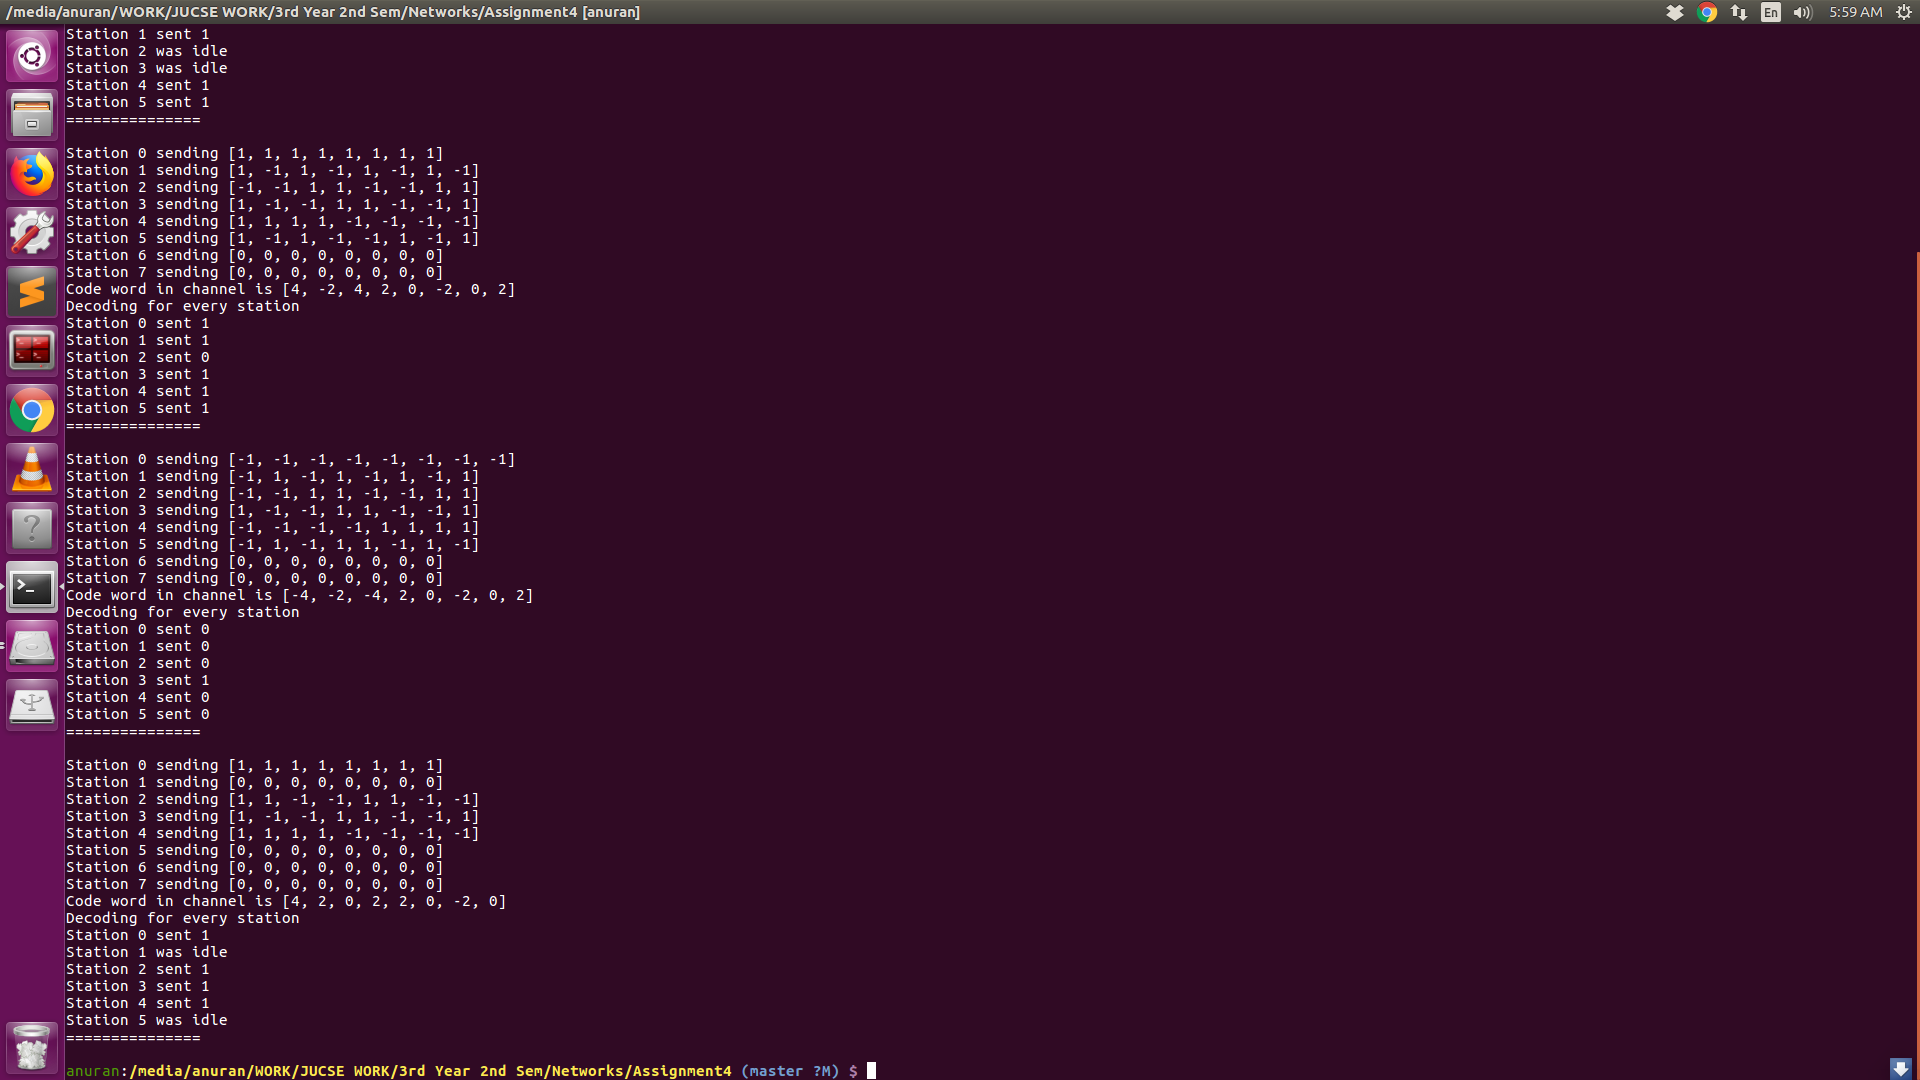 /media/anuran/WORK/JUCSE WORK/3rd Year 2nd Sem/Networks/Assignment4 [anuran]
En
5:59 AM
Station 1 sent 1
Station 2 was idle
Station 3 was idle
Station 4 sent 1
Station 5 sent 1
===============
Station 0 sending [1, 1, 1, 1, 1, 1, 1, 1]
Station 1 sending [1, -1, 1, -1, 1, -1, 1, -1]
Station 2 sending [-1, -1, 1, 1, -1, -1, 1, 1]
Station 3 sending [1, -1, -1, 1, 1, -1, -1, 1]
Station 4 sending [1, 1, 1, 1, -1, -1, -1, -1]
Station 5 sending [1, -1, 1, -1, -1, 1, -1, 1]
Station 6 sending [0, 0, 0, 0, 0, 0, 0, 0]
Station 7 sending [0, 0, 0, 0, 0, 0, 0, 0]
Code word in channel is [4, -2, 4, 2, 0, -2, 0, 2]
Decoding for every station
Station 0 sent 1
Station 1 sent 1
Station 2 sent 0
Station 3 sent 1
Station 4 sent 1
Station 5 sent 1
===============
Station 0 sending [-1, -1, -1, -1, -1, -1, -1, -1]
Station 1 sending [-1, 1, -1, 1, -1, 1, -1, 1]
Station 2 sending [-1, -1, 1, 1, -1, -1, 1, 1]
Station 3 sending [1, -1, -1, 1, 1, -1, -1, 1]
Station 4 sending [-1, -1, -1, -1, 1, 1, 1, 1]
Station 5 sending [-1, 1, -1, 1, 1, -1, 1, -1]
Station 6 sending [0, 0, 0, 0, 0, 0, 0, 0]
Station 7 sending [0, 0, 0, 0, 0, 0, 0, 0]
Code word in channel is [-4, -2, -4, 2, 0, -2, 0, 2]
Decoding for every station
Station 0 sent 0
Station 1 sent 0
Station 2 sent 0
Station 3 sent 1
Station 4 sent 0
Station 5 sent 0
===============
Station 0 sending [1, 1, 1, 1, 1, 1, 1, 1]
Station 1 sending [0, 0, 0, 0, 0, 0, 0, 0]
Station 2 sending [1, 1, -1, -1, 1, 1, -1, -1]
Station 3 sending [1, -1, -1, 1, 1, -1, -1, 1]
Station 4 sending [1, 1, 1, 1, -1, -1, -1, -1]
Station 5 sending [0, 0, 0, 0, 0, 0, 0, 0]
Station 6 sending [0, 0, 0, 0, 0, 0, 0, 0]
Station 7 sending [0, 0, 0, 0, 0, 0, 0, 0]
Code word in channel is [4, 2, 0, 2, 2, 0, -2, 0]
Decoding for every station
Station 0 sent 1
Station 1 was idle
Station 2 sent 1
Station 3 sent 1
Station 4 sent 1
Station 5 was idle
===============
anuran:/media/anuran/WORK/JUCSE WORK/3rd Year 2nd Sem/Networks/Assignment4 (master ?M) $